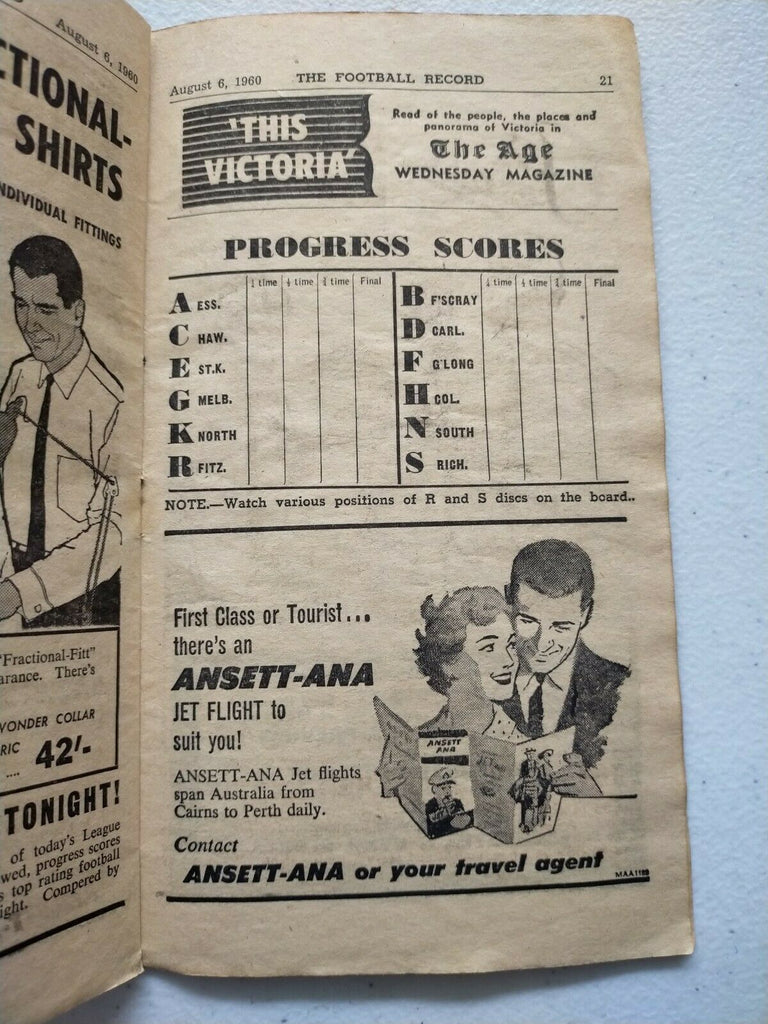 August 6, 1960
CTIONAL-
SHIRTS
NDIVIDUAL FITTINGS
"Fractional-Fitt"
arance. There's
WONDER COLLAR
RIC
.... 42'-
TONIGHT!
of today's League
wed, progress scores
s top rating football
ight. Compered by
August 6, 1960 THE FOOTBALL RECORD 21
'THIS
VICTORIA'
Read of the people, the places and
panorama of Victoria in
The Age
WEDNESDAY MAGAZINE
PROGRESS SCORES
¼ time ½ time ¾ time Final ¼ time ½ time ¾ time Final
A ESS. B F'SCRAY
C HAW. D CARL.
E ST.K. F G'LONG
G MELB. H COL.
K NORTH N SOUTH
R FITZ. S RICH.
NOTE.—Watch various positions of R and S discs on the board..
First Class or Tourist...
there's an
ANSETT-ANA
JET FLIGHT to
suit you!
ANSETT-ANA Jet flights
span Australia from
Cairns to Perth daily.
ANSETT
ANA
Contact
ANSETT-ANA or your travel agent